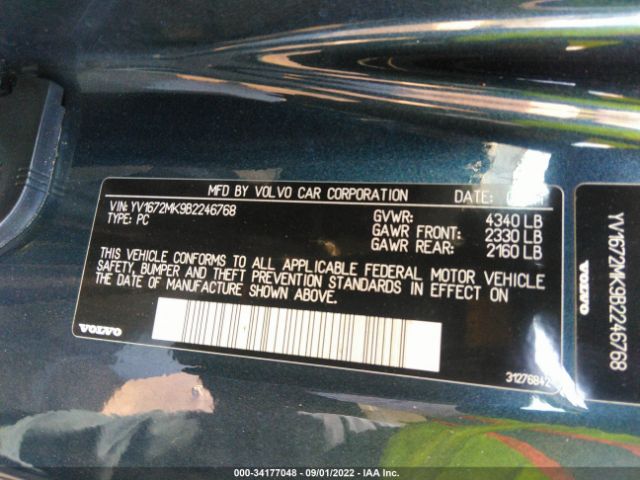 MFD BY VOLVO CAR CORPORATION DATE:
VIN: YV1672MK9B2246768
TYPE: PC
GVWR: 4340 LB
GAWR FRONT: 2330 LB
GAWR REAR: 2160 LB
THIS VEHICLE CONFORMS TO ALL APPLICABLE FEDERAL MOTOR VEHICLE
SAFETY, BUMPER AND THEFT PREVENTION STANDARDS IN EFFECT ON
THE DATE OF MANUFACTURE SHOWN ABOVE.
VOLVO
31276842
YV1672MK9B2246768
VOLVO
000-34177048 - 09/01/2022 - IAA Inc.